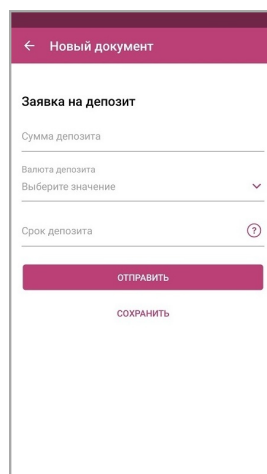 Новый документ
Заявка на депозит
Сумма депозита
Валюта депозита
Выберите значение
Срок депозита
?
ОТПРАВИТЬ
СОХРАНИТЬ